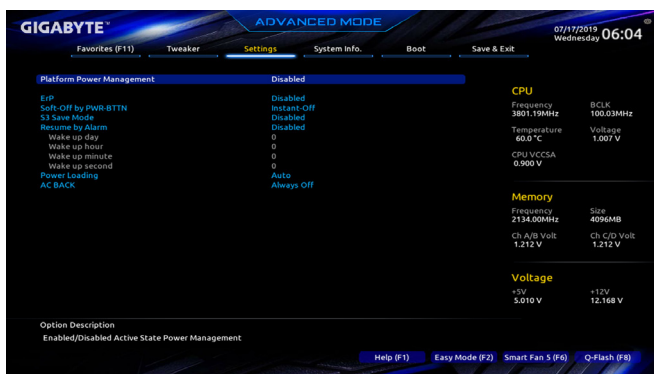 GIGABYTE™
ADVANCED MODE
07/17/2019
Wednesday 06:04
Favorites (F11) Tweaker Settings System Info. Boot Save & Exit
Platform Power Management Disabled
ErP Disabled
Soft-Off by PWR-BTTN Instant-Off
S3 Save Mode Disabled
Resume by Alarm Disabled
Wake up day 0
Wake up hour 0
Wake up minute 0
Wake up second 0
Power Loading Auto
AC BACK Always Off
CPU
Frequency BCLK
3801.19MHz 100.03MHz
Temperature Voltage
60.0 °C 1.007 V
CPU VCCSA
0.900 V
Memory
Frequency Size
2134.00MHz 4096MB
Ch A/B Volt Ch C/D Volt
1.212 V 1.212 V
Voltage
+5V +12V
5.010 V 12.168 V
Option Description
Enabled/Disabled Active State Power Management
Help (F1) Easy Mode (F2) Smart Fan 5 (F6) Q-Flash (F8)